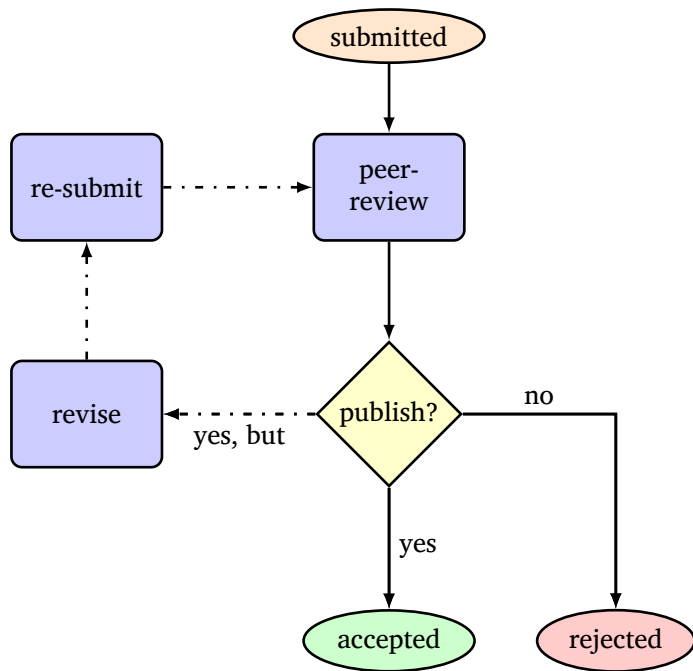 submitted
re-submit
peer-
review
revise
yes, but
publish?
no
yes
accepted
rejected